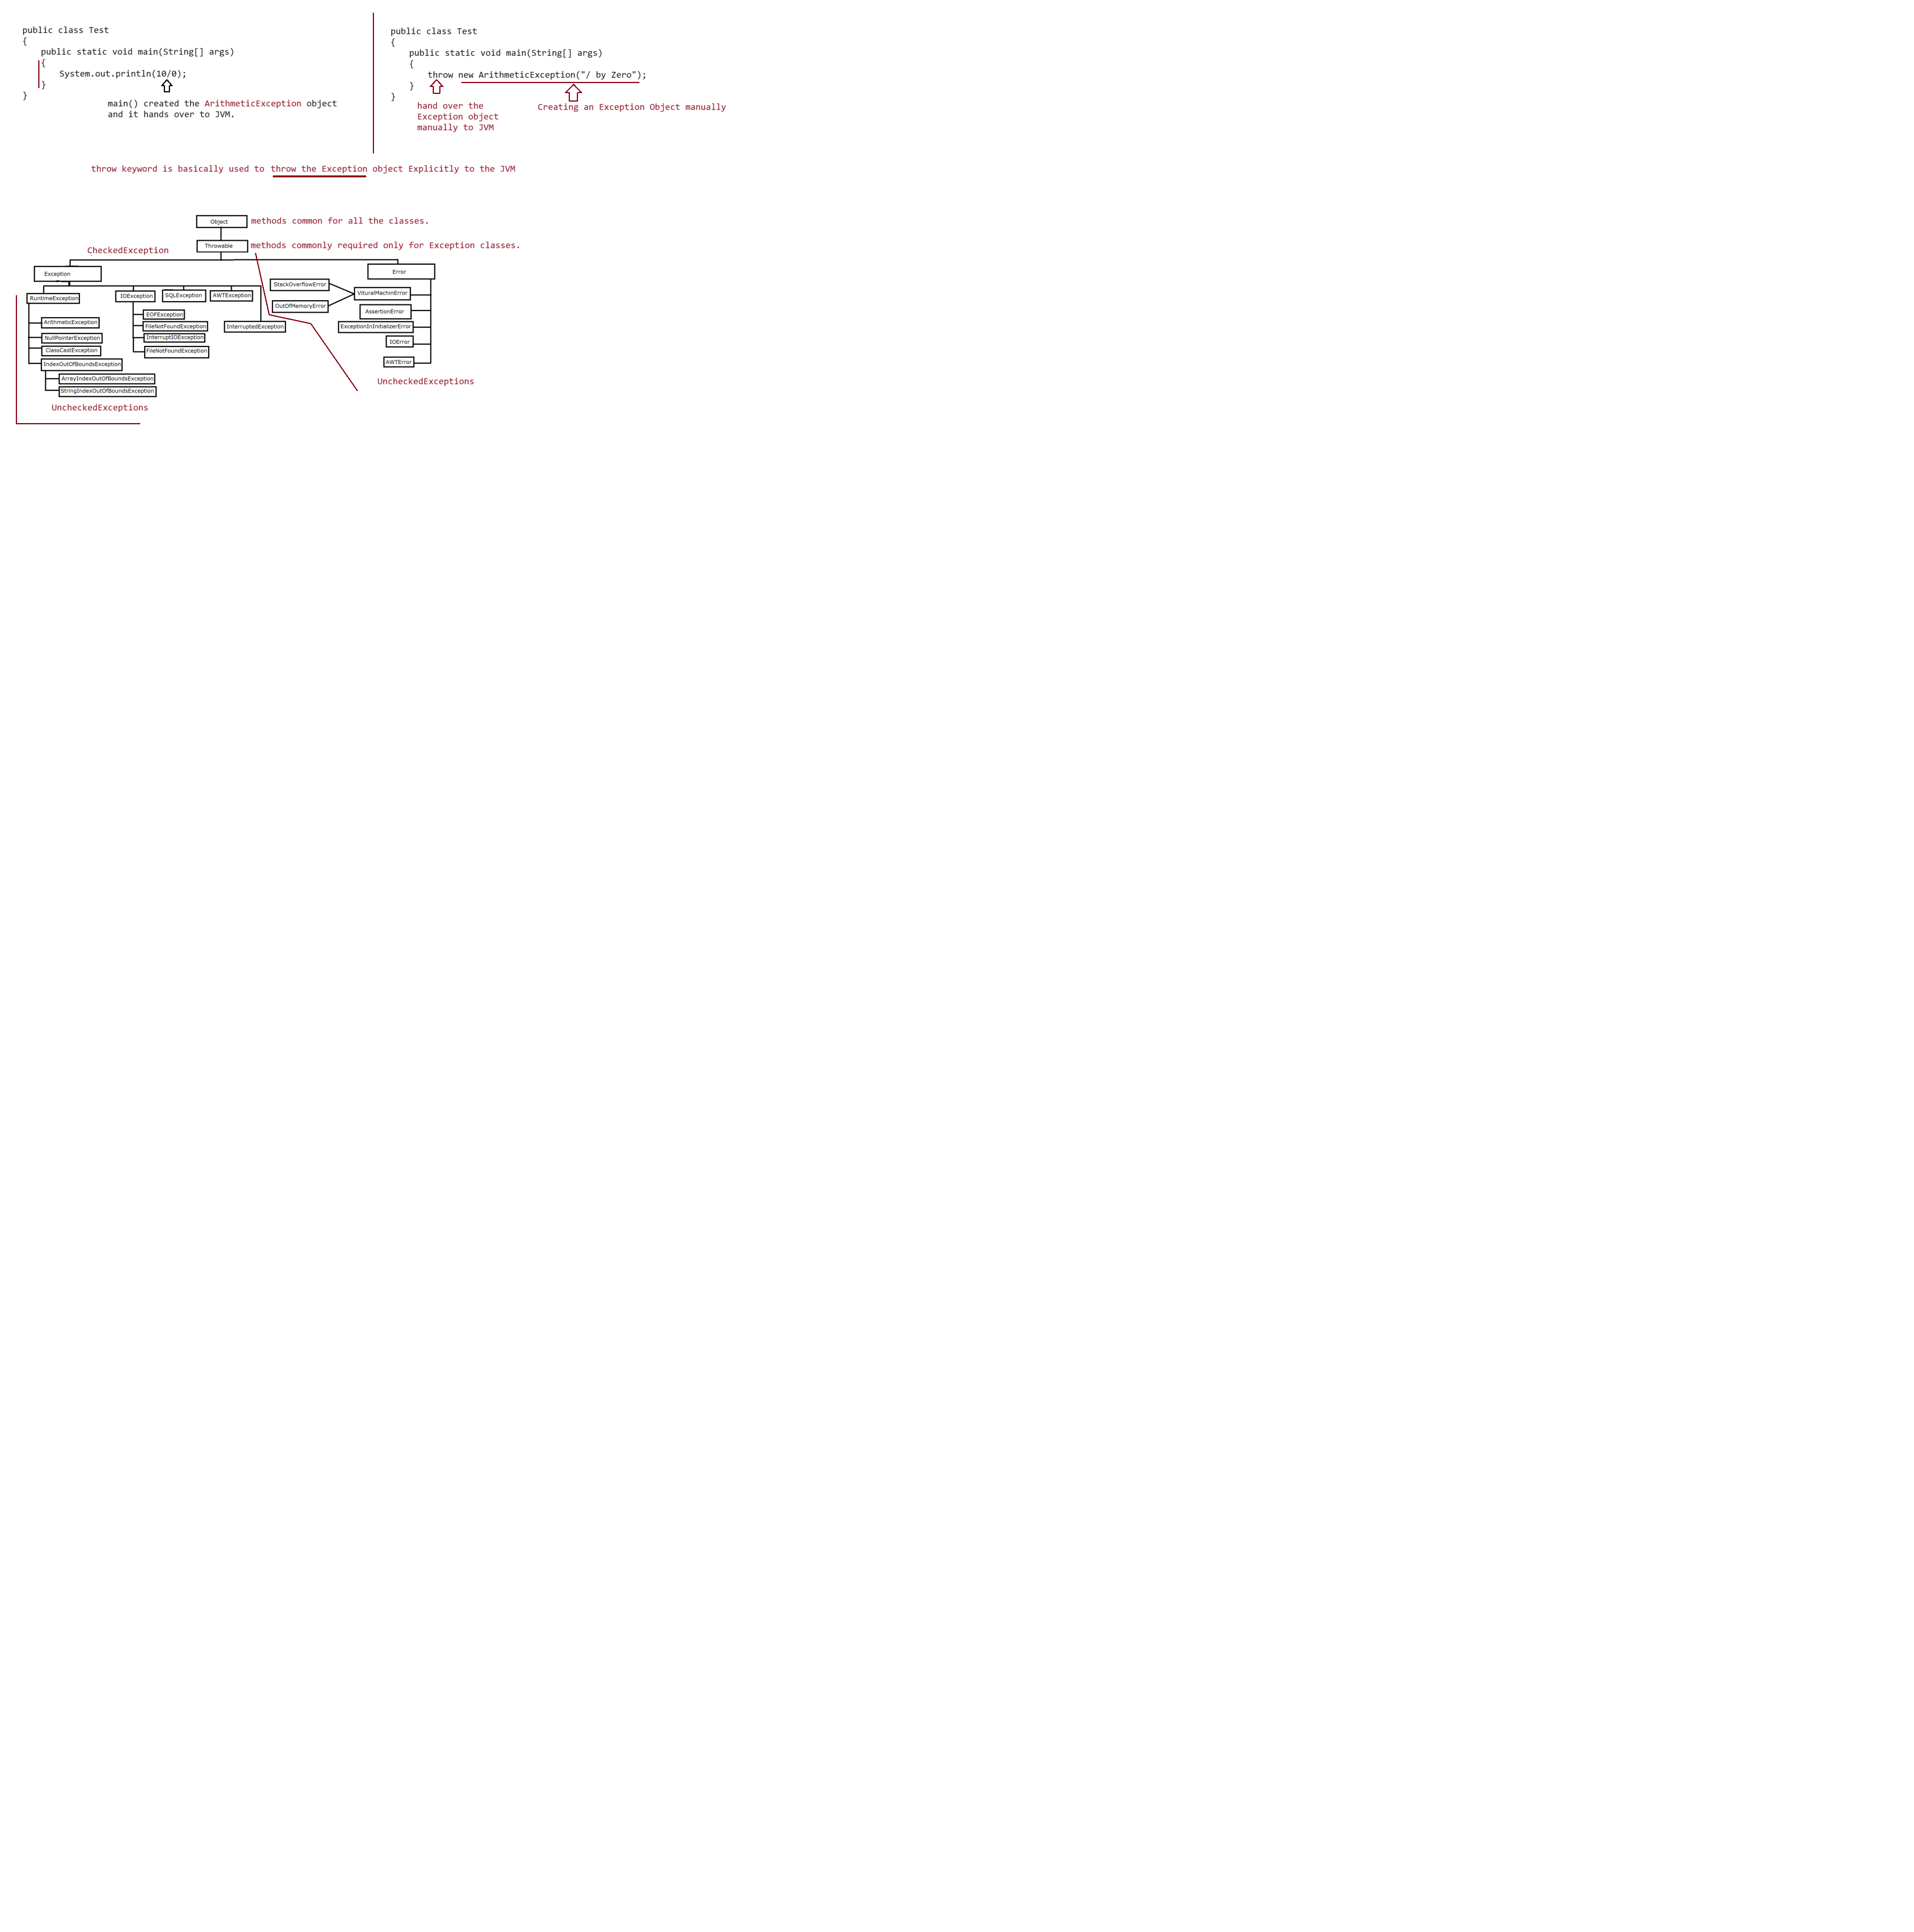 public class Test
{
public static void main(String[] args)
{
System.out.println(10/0);
}
}
main() created the ArithmeticException object
and it hands over to JVM.
public class Test
{
public static void main(String[] args)
{
throw new ArithmeticException("/ by Zero");
}
}
hand over the
Exception object
manually to JVM
Creating an Exception Object manually
throw keyword is basically used to throw the Exception object Explicitly to the JVM
Object
methods common for all the classes.
Throwable
methods commonly required only for Exception classes.
CheckedException
Exception
Error
RuntimeException
IOException
SQLException
AWTException
StackOverflowError
VituralMachinError
OutOfMemoryError
AssertionError
EOFException
ArithmeticException
FileNotFoundException
InterruptedException
ExceptionInInitializerError
NullPointerException
InterruptIOException
IOError
ClassCastException
FileNotFoundException
IndexOutOfBoundsException
AWTError
ArrayIndexOutOfBoundsException
UncheckedExceptions
StringIndexOutOfBoundsException
UncheckedExceptions